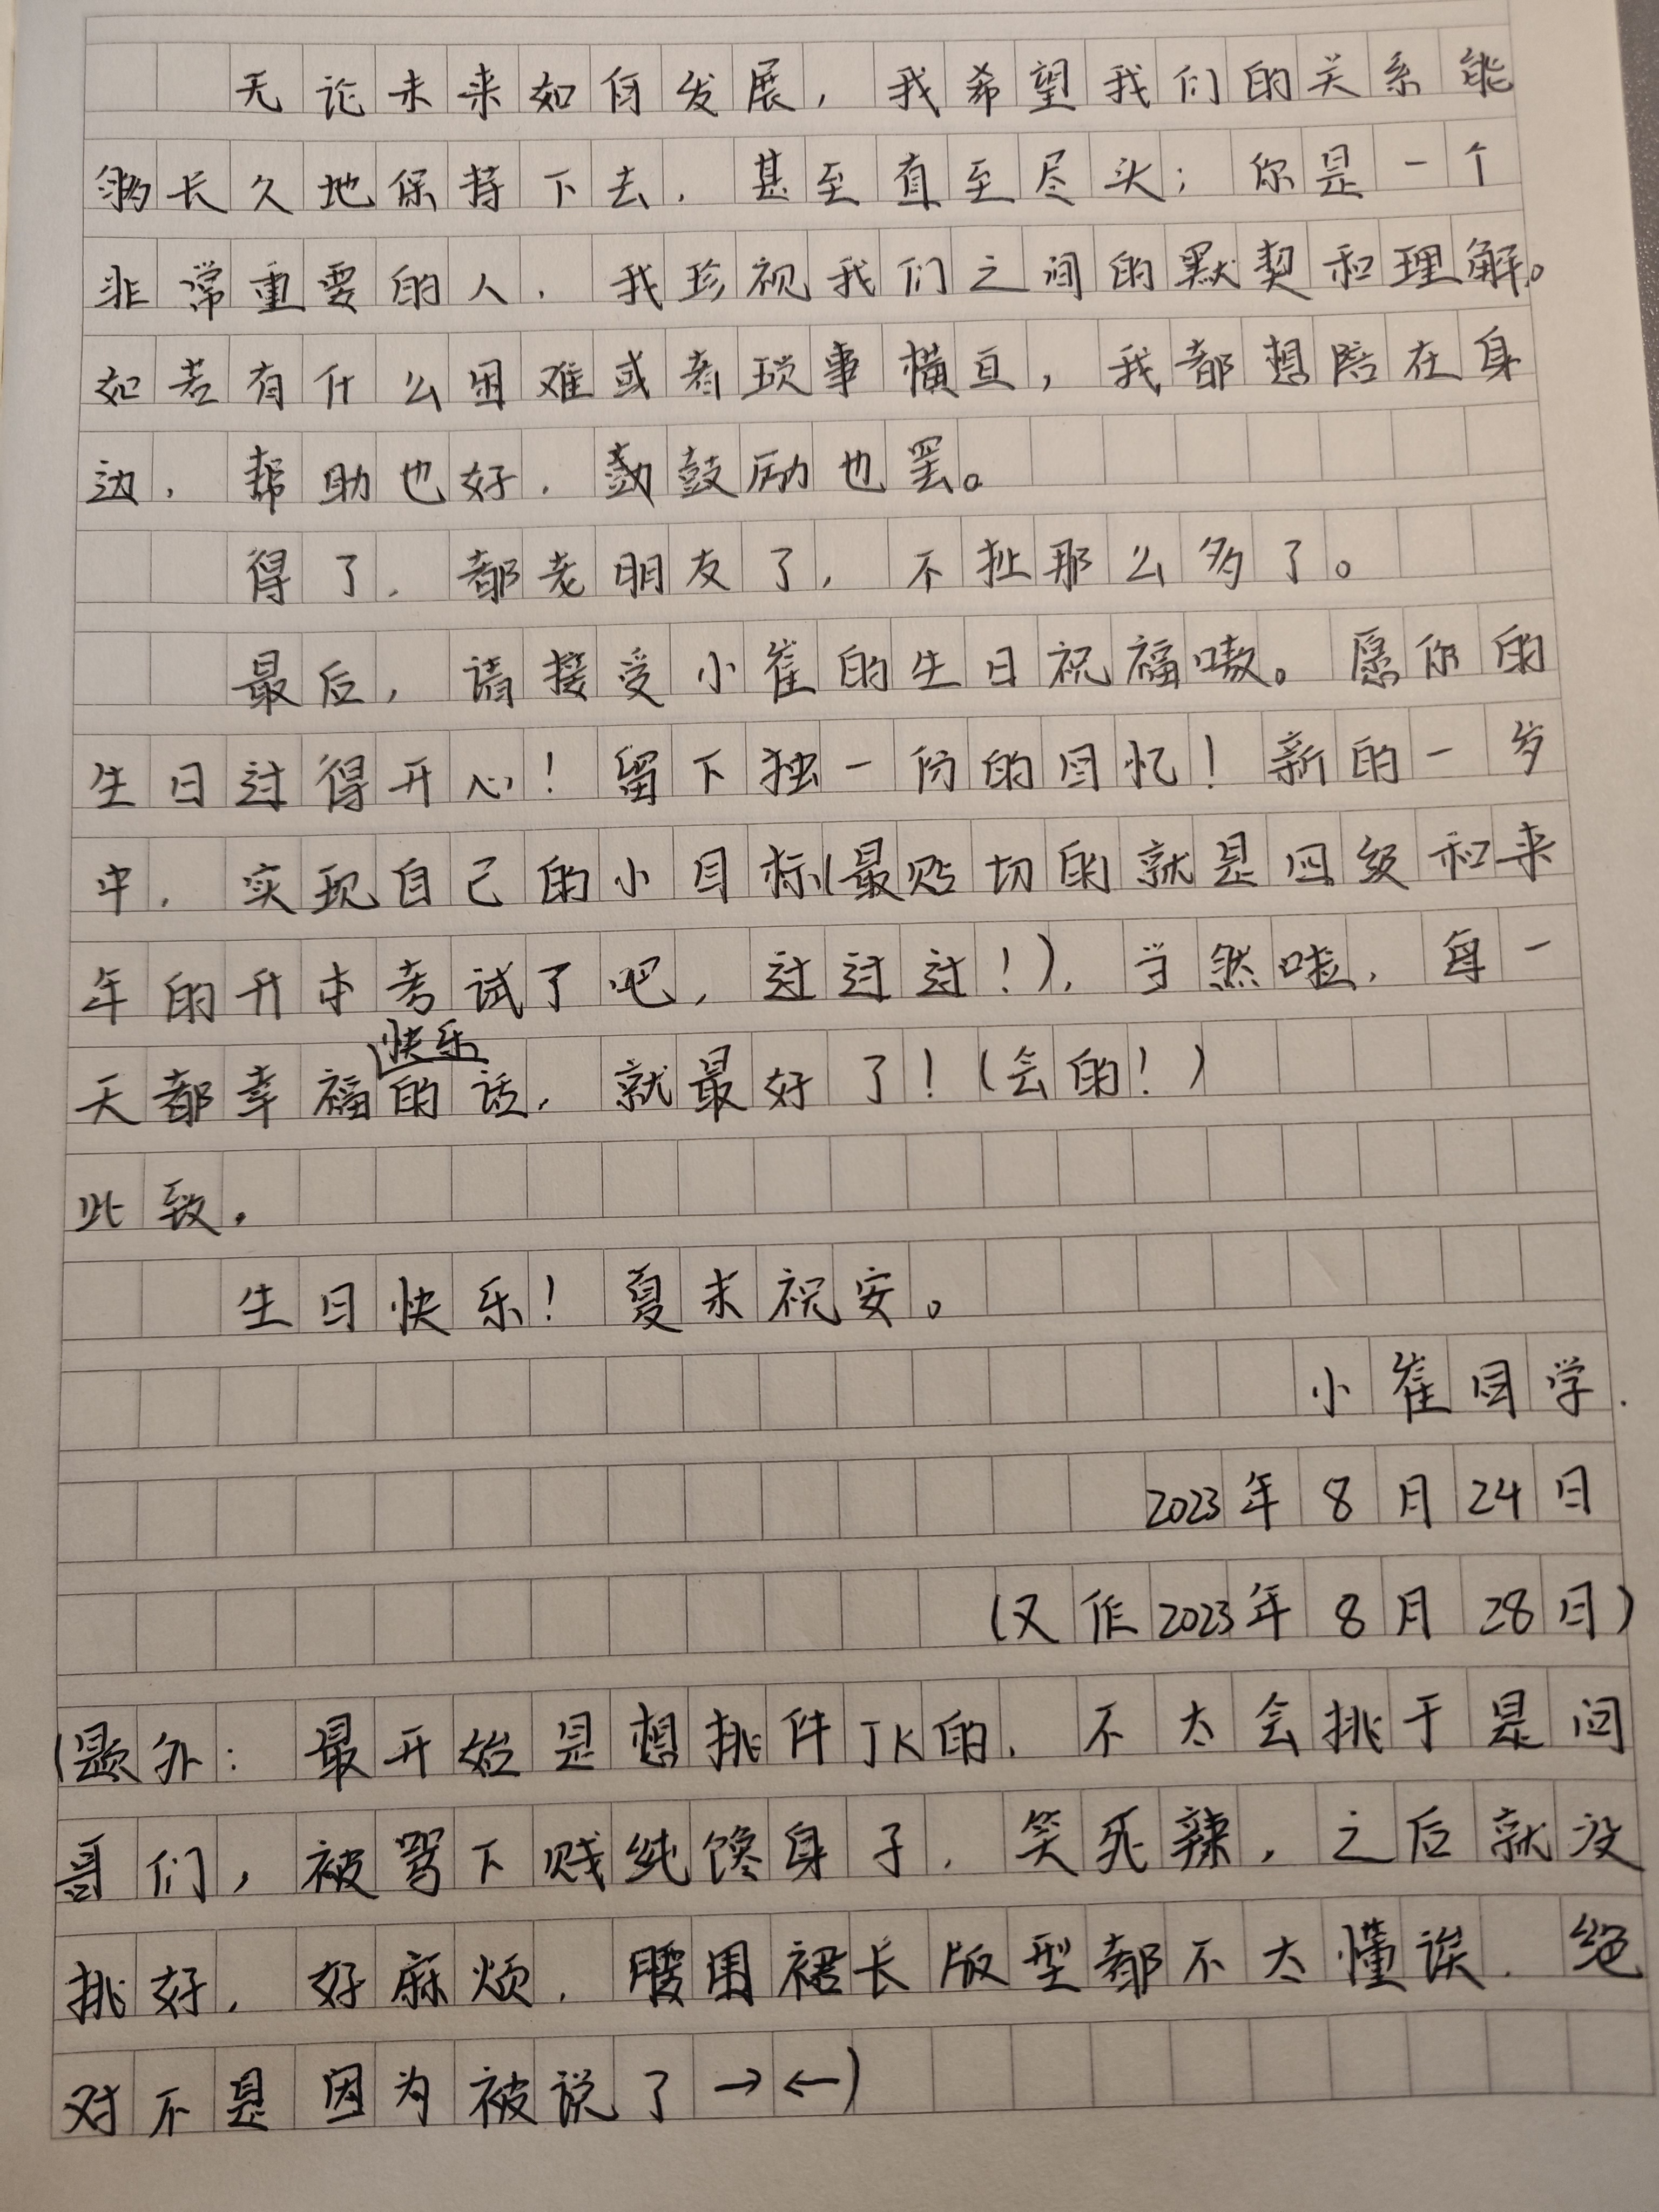 无论未来如何发展，我希望我们的关系能
够长久地保持下去，甚至直至尽头；你是一个
非常重要的人，我珍视我们之间的默契和理解。
如若有什么困难或者琐事横亘，我都想陪在身
边，帮助也好，鼓励也罢。
得了，都老朋友了，不扯那么多了。
最后，请接受小崔的生日祝福嗷。愿你的
生日过得开心！留下独一份的回忆！新的一岁
中，实现自己的小目标(最贴切的就是四级和来
年的升本考试了吧，过过过！)，当然啦，每一
天都幸福快乐的话，就最好了！(会的！)
此致，
生日快乐！夏末祝安。
小崔同学.
2023年8月24日
(又作2023年8月28日)
(题外：最开始是想挑件JK的，不太会挑于是问
哥们，被骂下贱纯馋身子，笑死辣，之后就没
挑好，好麻烦，腰围裙长版型都不太懂诶，绝
对不是因为被说了→←)